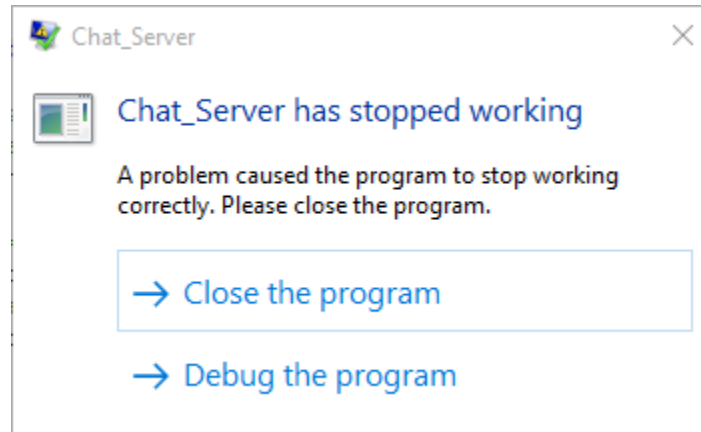 Chat_Server
Chat_Server has stopped working
A problem caused the program to stop working
correctly. Please close the program.
→ Close the program
→ Debug the program